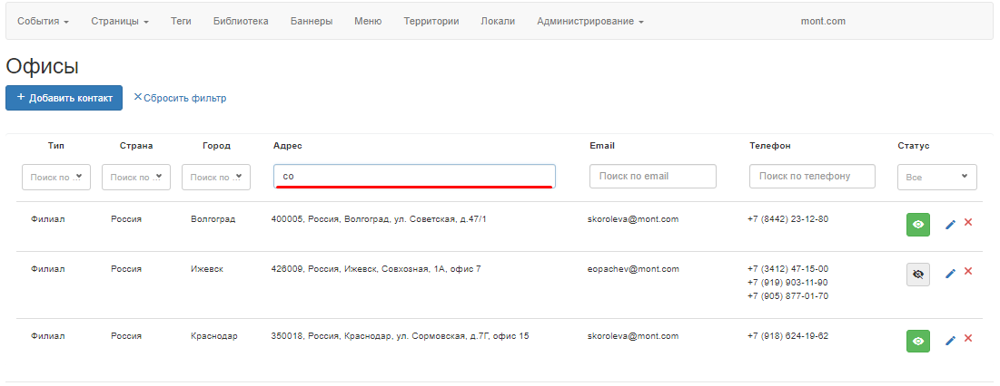 События Страницы Теги Библиотека Баннеры Меню Территории Локали Администрирование mont.com
Офисы
+ Добавить контакт ×Сбросить фильтр
Тип Страна Город Адрес Email Телефон Статус
Поиск по ... Поиск по ... Поиск по ... со Поиск по email Поиск по телефону Все
Филиал Россия Волгоград 400005, Россия, Волгоград, ул. Советская, д.47/1 skoroleva@mont.com +7 (8442) 23-12-80
Филиал Россия Ижевск 426009, Россия, Ижевск, Совхозная, 1А, офис 7 eopachev@mont.com +7 (3412) 47-15-00
+7 (919) 903-11-90
+7 (905) 877-01-70
Филиал Россия Краснодар 350018, Россия, Краснодар, ул. Сормовская, д.7Г, офис 15 skoroleva@mont.com +7 (918) 624-19-62